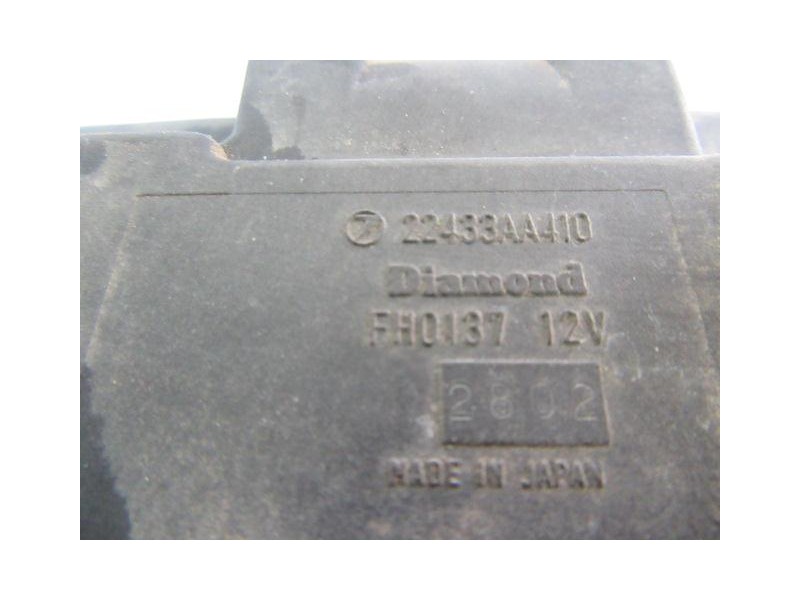 22433AA410
Diamond
FH0137 12V
2802
MADE IN JAPAN